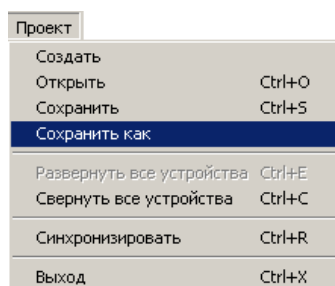 Проект
Создать
Открыть Ctrl+O
Сохранить Ctrl+S
Сохранить как
Развернуть все устройства Ctrl+E
Свернуть все устройства Ctrl+C
Синхронизировать Ctrl+R
Выход Ctrl+X